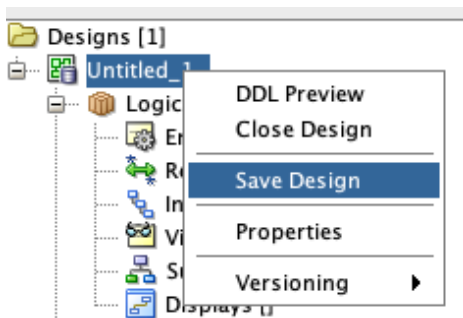 Designs [1]
Untitled_1
Logic
DDL Preview
Close Design
Save Design
Properties
Versioning
Displays []